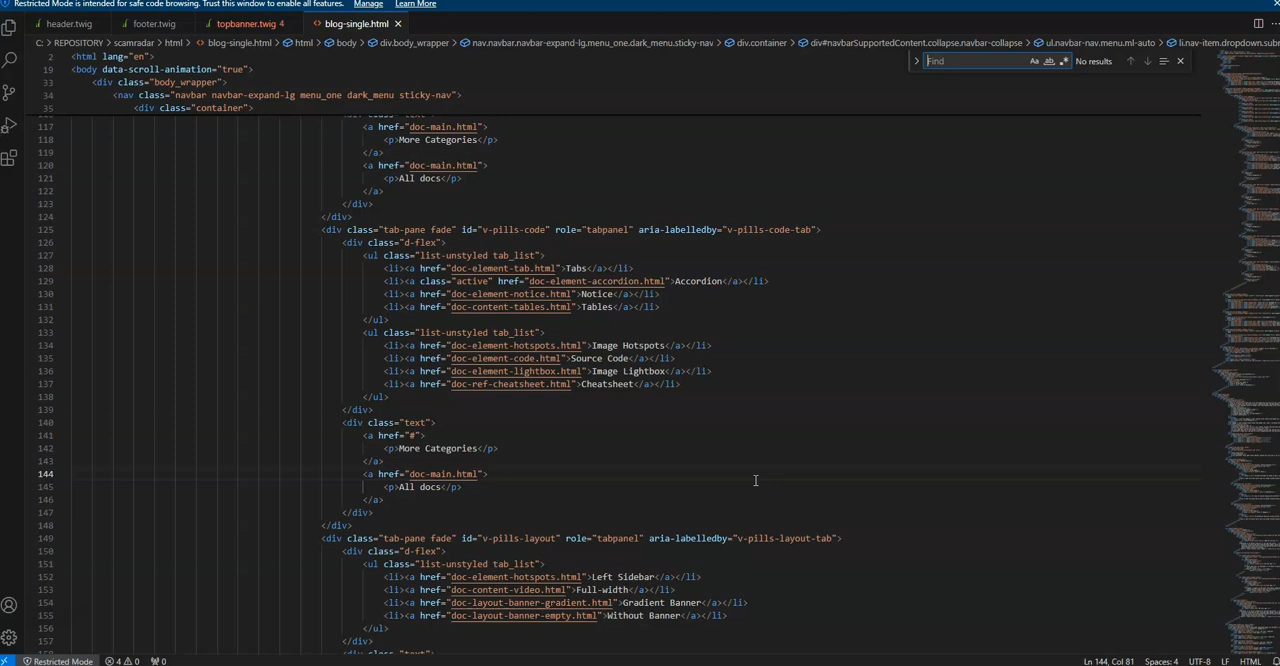 Restricted Mode is intended for safe code browsing. Trust this window to enable all features. Manage Learn More
header.twig footer.twig topbanner.twig 4 blog-single.html
C: > REPOSITORY > scamradar > html > blog-single.html > html > body > div.body_wrapper > nav.navbar.navbar-expand-lg.menu_one.dark_menu.sticky-nav > div.container > div#navbarSupportedContent.collapse.navbar-collapse > ul.navbar-nav.menu.ml-auto > li.nav-item.dropdown.subm
2 <html lang="en">
Find Aa ab No results
19 <body data-scroll-animation="true">
33 <div class="body_wrapper">
34 <nav class="navbar navbar-expand-lg menu_one dark_menu sticky-nav">
35 <div class="container">
117 <a href="doc-main.html">
118 <p>More Categories</p>
119 </a>
120 <a href="doc-main.html">
121 <p>All docs</p>
122 </a>
123 </div>
124 </div>
125 <div class="tab-pane fade" id="v-pills-code" role="tabpanel" aria-labelledby="v-pills-code-tab">
126 <div class="d-flex">
127 <ul class="list-unstyled tab_list">
128 <li><a href="doc-element-tab.html">Tabs</a></li>
129 <li><a class="active" href="doc-element-accordion.html">Accordion</a></li>
130 <li><a href="doc-element-notice.html">Notice</a></li>
131 <li><a href="doc-content-tables.html">Tables</a></li>
132 </ul>
133 <ul class="list-unstyled tab_list">
134 <li><a href="doc-element-hotspots.html">Image Hotspots</a></li>
135 <li><a href="doc-element-code.html">Source Code</a></li>
136 <li><a href="doc-element-lightbox.html">Image Lightbox</a></li>
137 <li><a href="doc-ref-cheatsheet.html">Cheatsheet</a></li>
138 </ul>
139 </div>
140 <div class="text">
141 <a href="#">
142 <p>More Categories</p>
143 </a>
144 <a href="doc-main.html">
145 <p>All docs</p>
146 </a>
147 </div>
148 </div>
149 <div class="tab-pane fade" id="v-pills-layout" role="tabpanel" aria-labelledby="v-pills-layout-tab">
150 <div class="d-flex">
151 <ul class="list-unstyled tab_list">
152 <li><a href="doc-element-hotspots.html">Left Sidebar</a></li>
153 <li><a href="doc-content-video.html">Full-width</a></li>
154 <li><a href="doc-layout-banner-gradient.html">Gradient Banner</a></li>
155 <li><a href="doc-layout-banner-empty.html">Without Banner</a></li>
156 </ul>
157 </div>
Restricted Mode 4 0 0 Ln 144, Col 81 Spaces: 4 UTF-8 LF HTML